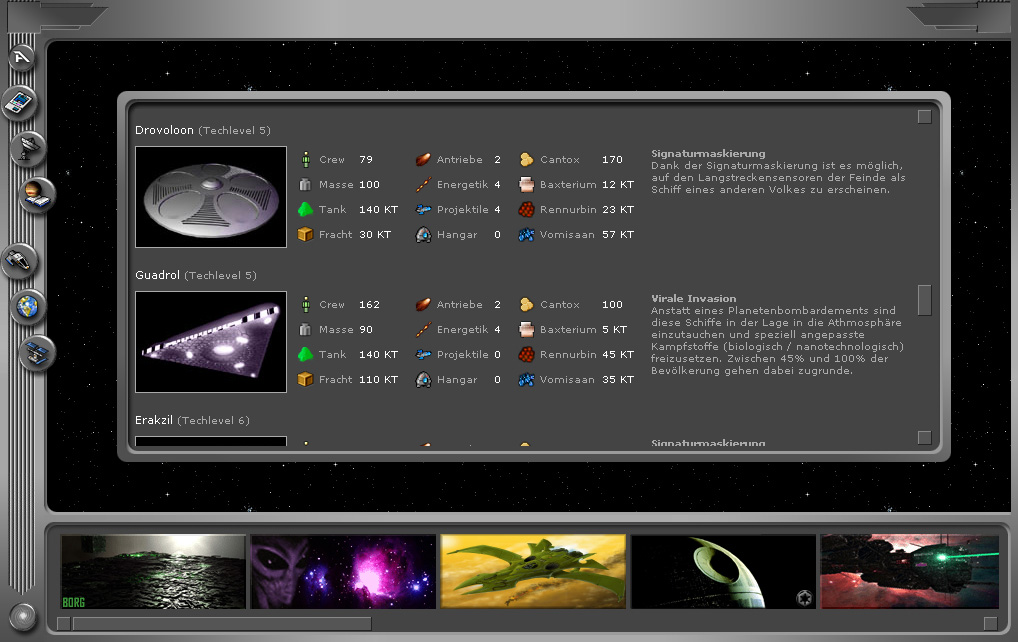 Drovoloon (Techlevel 5)
Crew 79 Antriebe 2 Cantox 170
Masse 100 Energetik 4 Baxterium 12 KT
Tank 140 KT Projektile 4 Rennurbin 23 KT
Fracht 30 KT Hangar 0 Vomisaan 57 KT
Signaturmaskierung
Dank der Signaturmaskierung ist es möglich,
auf den Langstreckensensoren der Feinde als
Schiff eines anderen Volkes zu erscheinen.
Guadrol (Techlevel 5)
Crew 162 Antriebe 2 Cantox 100
Masse 90 Energetik 4 Baxterium 5 KT
Tank 140 KT Projektile 0 Rennurbin 45 KT
Fracht 110 KT Hangar 0 Vomisaan 35 KT
Virale Invasion
Anstatt eines Planetenbombardements sind
diese Schiffe in der Lage in die Athmosphäre
einzutauchen und speziell angepasste
Kampfstoffe (biologisch / nanotechnologisch)
freizusetzen. Zwischen 45% und 100% der
Bevölkerung gehen dabei zugrunde.
Erakzil (Techlevel 6)
Signaturmaskierung
BORG